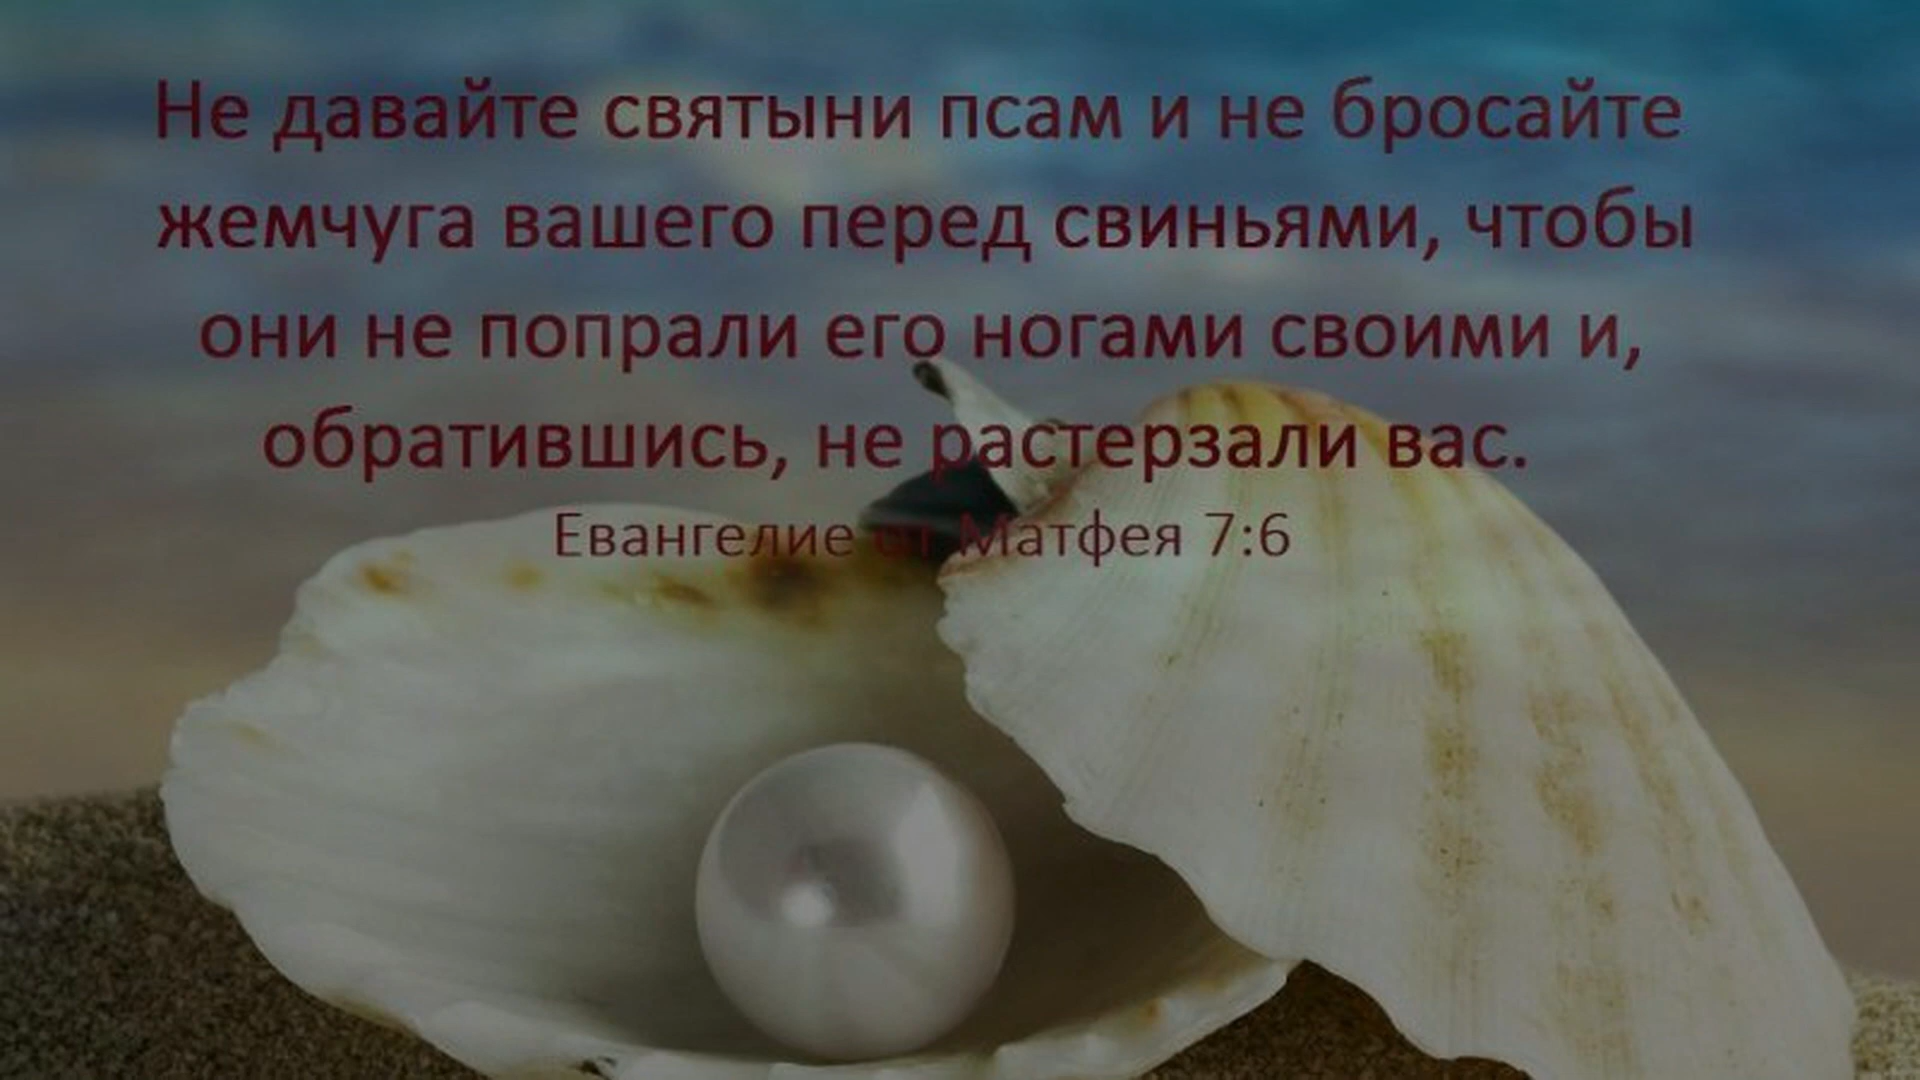 Не давайте святыни псам и не бросайте
жемчуга вашего перед свиньями, чтобы
они не попрали его ногами своими и,
обратившись, не растерзали вас.
Евангелие от Матфея 7:6